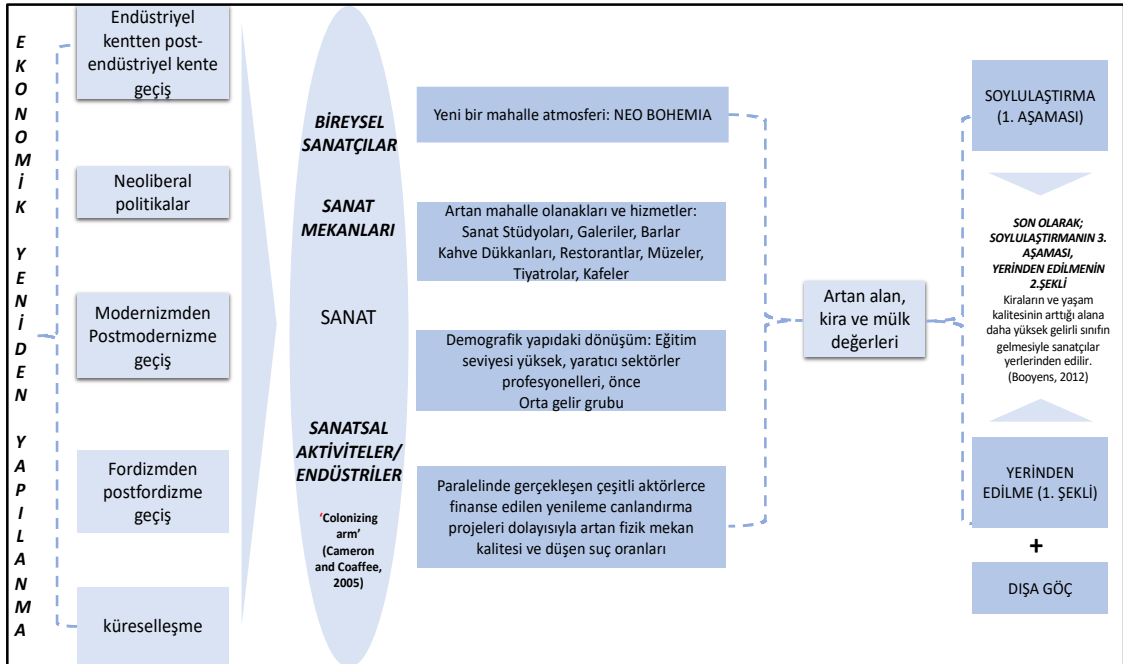 EKONOMİK YENİDEN YAPILANMA
Endüstriyel
kentten post-
endüstriyel kente
geçiş
Neoliberal
politikalar
Modernizmden
Postmodernizme
geçiş
Fordizmden
postfordizme
geçiş
küreselleşme
BİREYSEL
SANATÇILAR
SANAT
MEKANLARI
SANAT
SANATSAL
AKTİVİTELER/
ENDÜSTRİLER
'Colonizing
arm'
(Cameron
and Coaffee,
2005)
Yeni bir mahalle atmosferi: NEO BOHEMIA
Artan mahalle olanakları ve hizmetler:
Sanat Stüdyoları, Galeriler, Barlar
Kahve Dükkanları, Restorantlar, Müzeler,
Tiyatrolar, Kafeler
Demografik yapıdaki dönüşüm: Eğitim
seviyesi yüksek, yaratıcı sektörler
profesyonelleri, önce
Orta gelir grubu
Paralelinde gerçekleşen çeşitli aktörlerce
finanse edilen yenileme canlandırma
projeleri dolayısıyla artan fizik mekan
kalitesi ve düşen suç oranları
Artan alan,
kira ve mülk
değerleri
SOYLULAŞTIRMA
(1. AŞAMASI)
SON OLARAK;
SOYLULAŞTIRMANIN 3.
AŞAMASI,
YERİNDEN EDİLMENİN
2.ŞEKLİ
Kiraların ve yaşam
kalitesinin arttığı alana
daha yüksek gelirli sınıfın
gelmesiyle sanatçılar
yerlerinden edilir.
(Booyens, 2012)
YERİNDEN
EDİLME (1. ŞEKLİ)
+
DIŞA GÖÇ